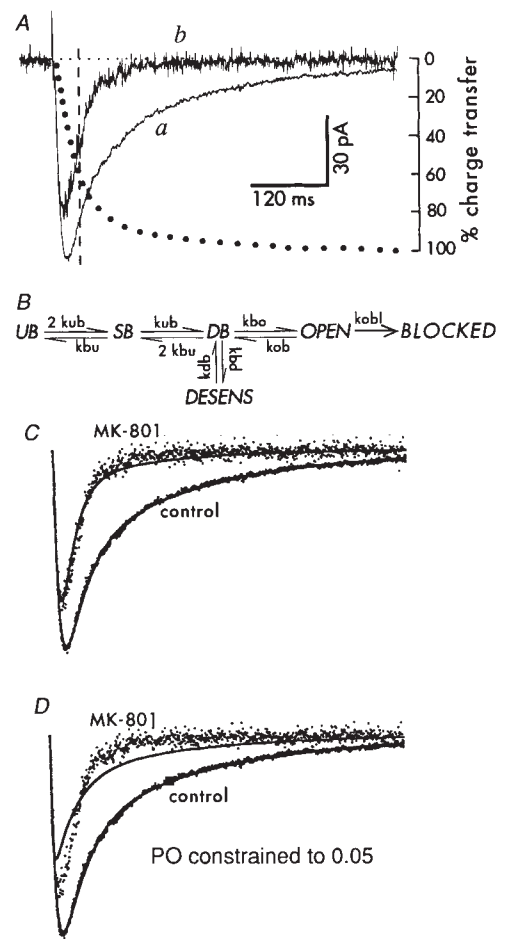 A
b
a
0
20
40
60
80
100
% charge transfer
30 pA
120 ms
B
UB 2 kub kbu SB kub 2 kbu DB kbo kob OPEN kobl BLOCKED
kdb kbd
DESENS
C
MK-801
control
D
MK-801
control
PO constrained to 0.05